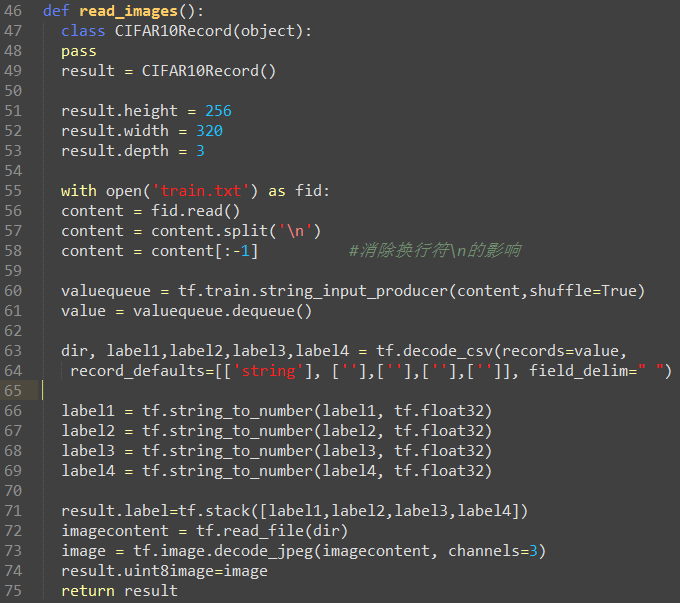 46 def read_images():
47   class CIFAR10Record(object):
48   pass
49   result = CIFAR10Record()
50
51   result.height = 256
52   result.width = 320
53   result.depth = 3
54
55   with open('train.txt') as fid:
56   content = fid.read()
57   content = content.split('\n')
58   content = content[:-1]          #消除换行符\n的影响
59
60   valuequeue = tf.train.string_input_producer(content,shuffle=True)
61   value = valuequeue.dequeue()
62
63   dir, label1,label2,label3,label4 = tf.decode_csv(records=value,
64    record_defaults=[['string'], [''],[''],[''],['']], field_delim=" ")
65
66   label1 = tf.string_to_number(label1, tf.float32)
67   label2 = tf.string_to_number(label2, tf.float32)
68   label3 = tf.string_to_number(label3, tf.float32)
69   label4 = tf.string_to_number(label4, tf.float32)
70
71   result.label=tf.stack([label1,label2,label3,label4])
72   imagecontent = tf.read_file(dir)
73   image = tf.image.decode_jpeg(imagecontent, channels=3)
74   result.uint8image=image
75   return result